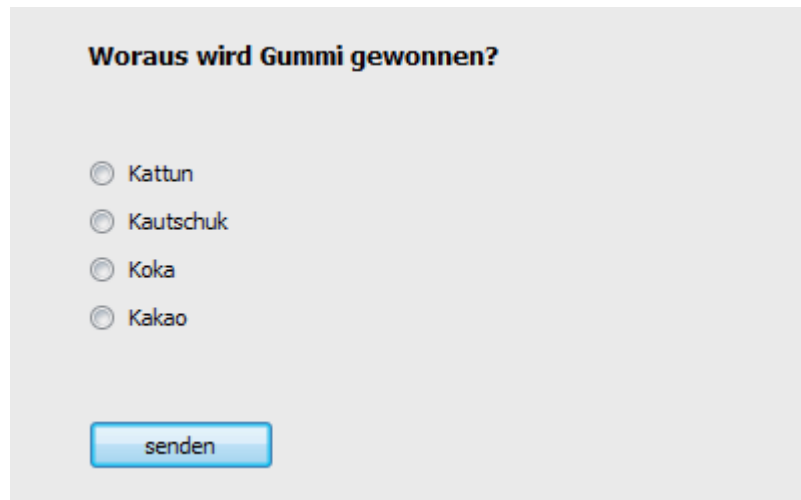 Woraus wird Gummi gewonnen?
Kattun
Kautschuk
Koka
Kakao
senden